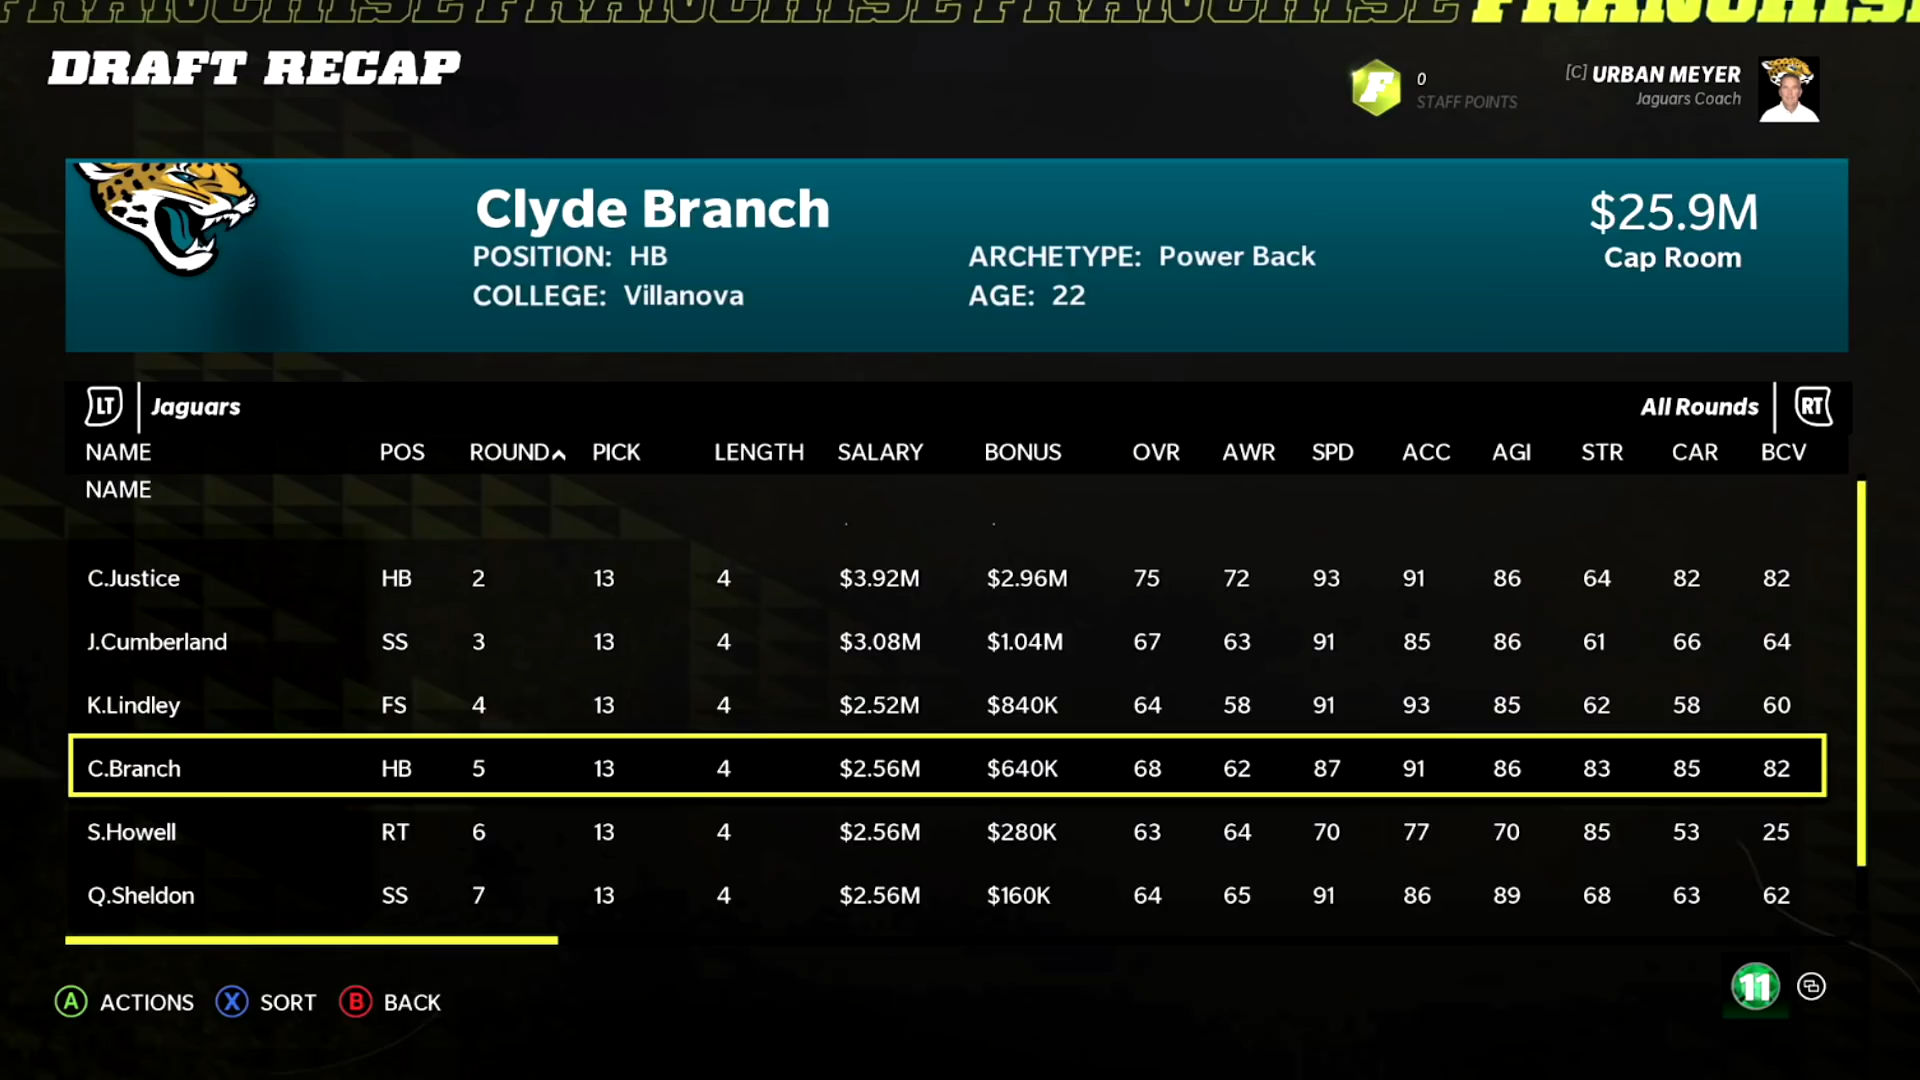 FRANCHISE FRANCHISE FRANCHISE FRANCHISE
DRAFT RECAP
0
STAFF POINTS
[C] URBAN MEYER
Jaguars Coach
Clyde Branch
POSITION: HB
ARCHETYPE: Power Back
COLLEGE: Villanova
AGE: 22
$25.9M
Cap Room
LT Jaguars
All Rounds RT
NAME POS ROUND PICK LENGTH SALARY BONUS OVR AWR SPD ACC AGI STR CAR BCV
NAME
C.Justice HB 2 13 4 $3.92M $2.96M 75 72 93 91 86 64 82 82
J.Cumberland SS 3 13 4 $3.08M $1.04M 67 63 91 85 86 61 66 64
K.Lindley FS 4 13 4 $2.52M $840K 64 58 91 93 85 62 58 60
C.Branch HB 5 13 4 $2.56M $640K 68 62 87 91 86 83 85 82
S.Howell RT 6 13 4 $2.56M $280K 63 64 70 77 70 85 53 25
Q.Sheldon SS 7 13 4 $2.56M $160K 64 65 91 86 89 68 63 62
A ACTIONS X SORT B BACK
11